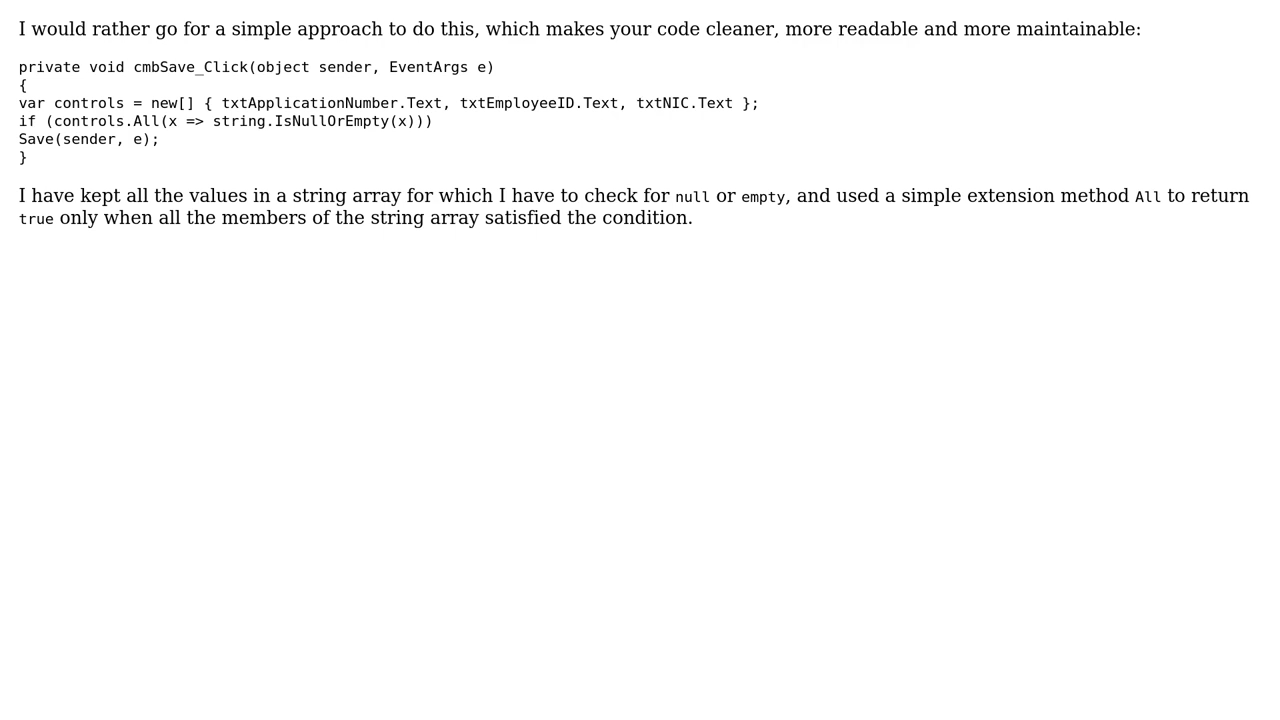 I would rather go for a simple approach to do this, which makes your code cleaner, more readable and more maintainable:
private void cmbSave_Click(object sender, EventArgs e)
{
var controls = new[] { txtApplicationNumber.Text, txtEmployeeID.Text, txtNIC.Text };
if (controls.All(x => string.IsNullOrEmpty(x)))
Save(sender, e);
}
I have kept all the values in a string array for which I have to check for null or empty, and used a simple extension method All to return
true only when all the members of the string array satisfied the condition.